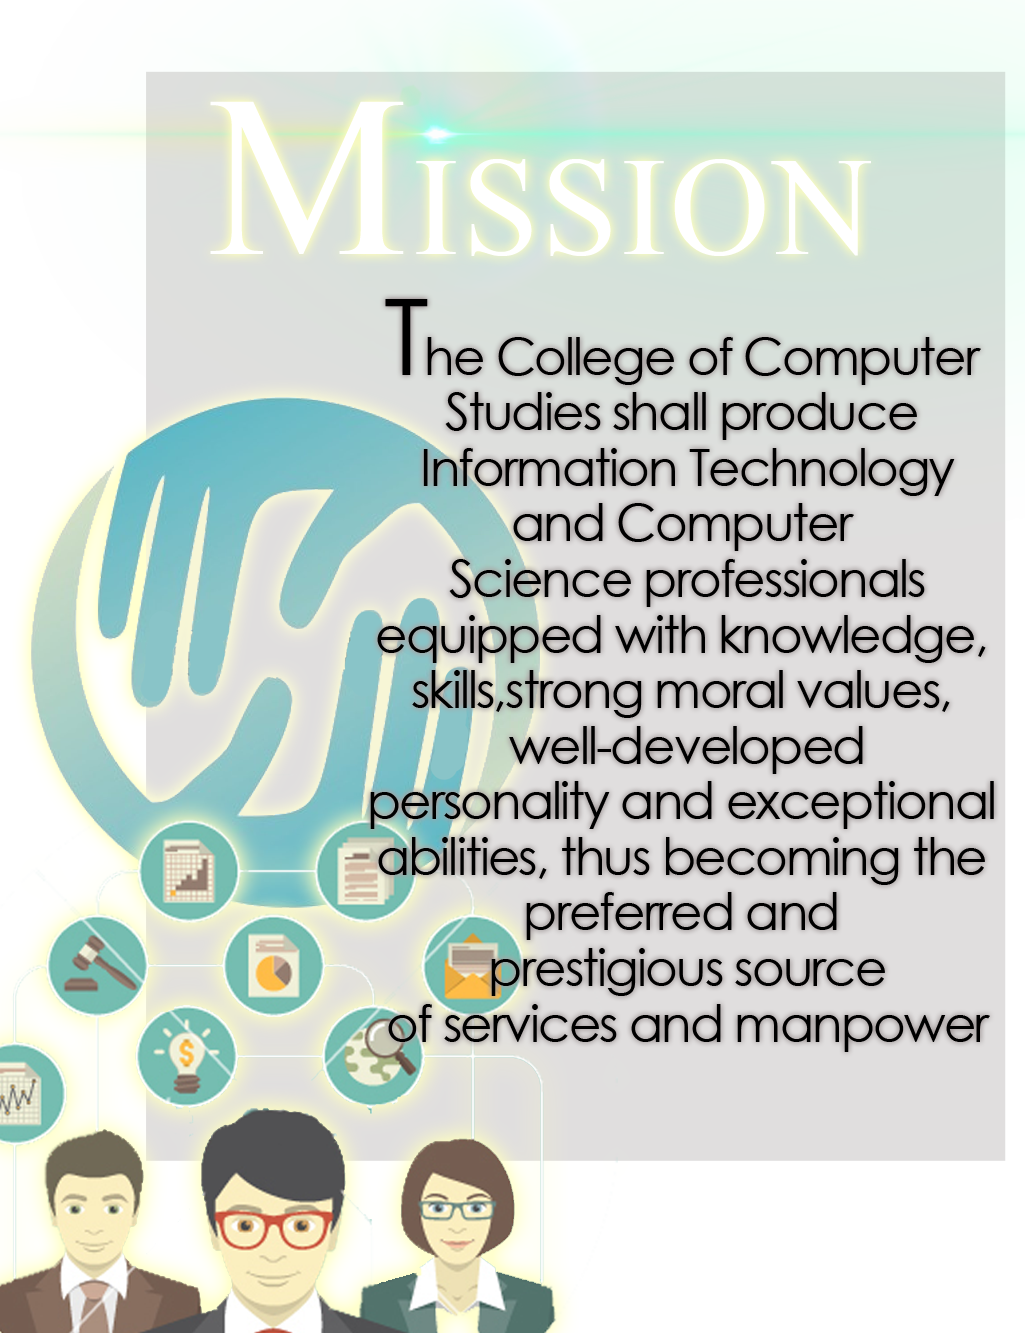 MISSION
The College of Computer
Studies shall produce
Information Technology
and Computer
Science professionals
equipped with knowledge,
skills,strong moral values,
well-developed
personality and exceptional
abilities, thus becoming the
preferred and
prestigious source
of services and manpower
$